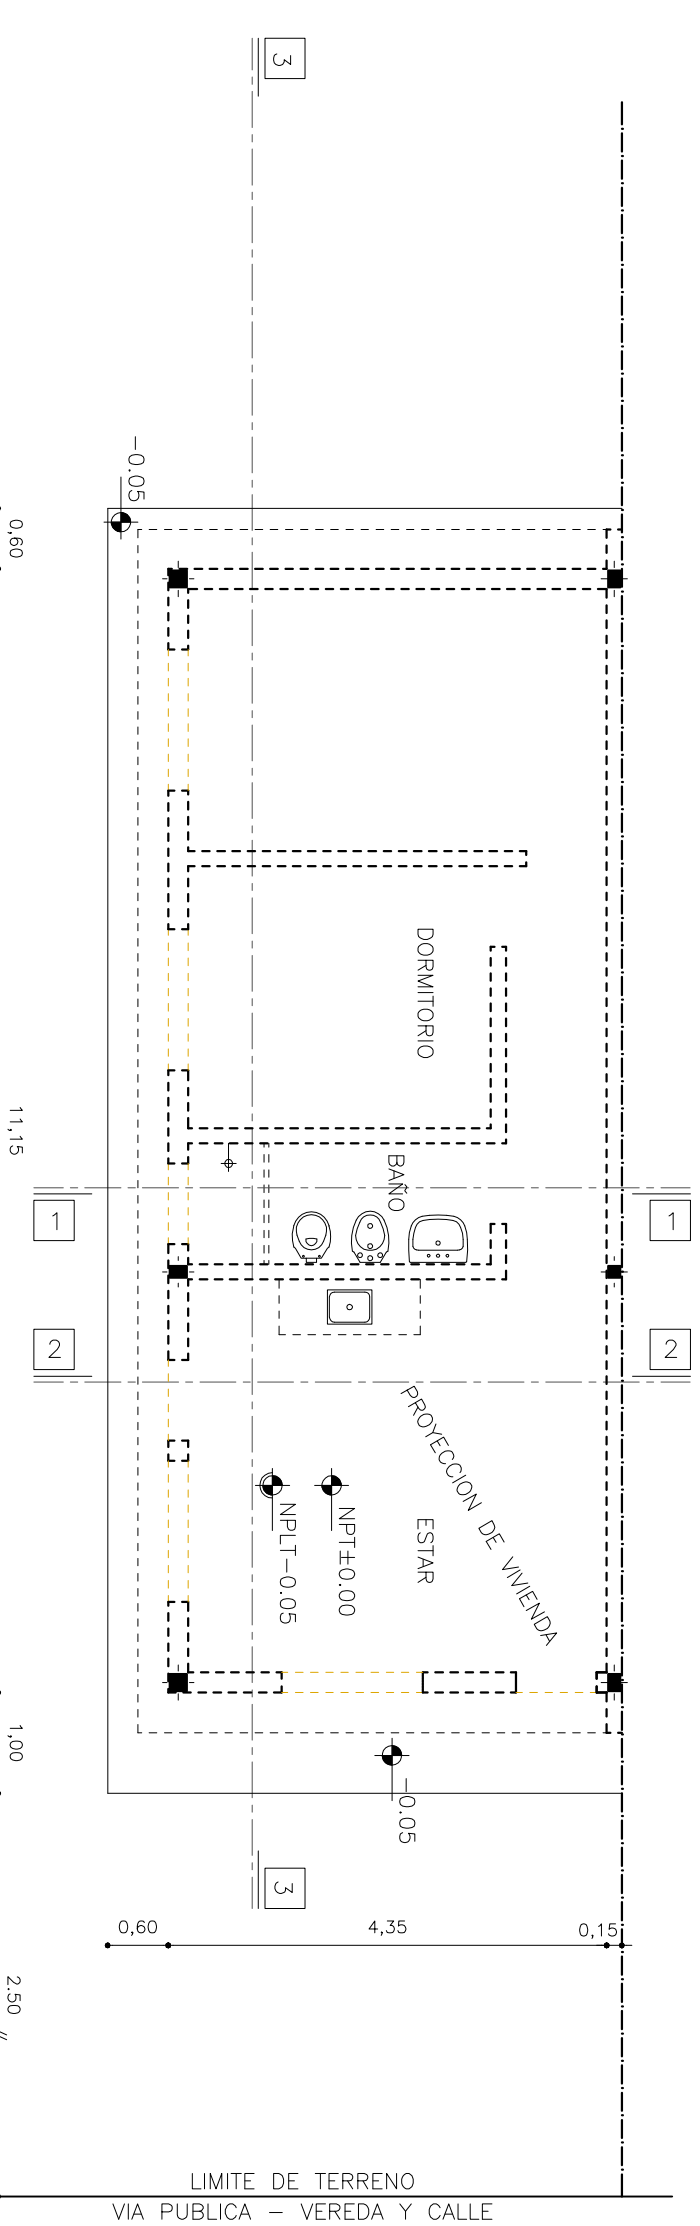 3
-0.05
0,60
DORMITORIO
11,15
BAÑO
1
1
2
2
PROYECCION DE VIVIENDA
ESTAR
NPT±0.00
NPLT-0.05
1,00
-0.05
3
0,60
4,35
0,15
2.50
LIMITE DE TERRENO
VIA PUBLICA – VEREDA Y CALLE